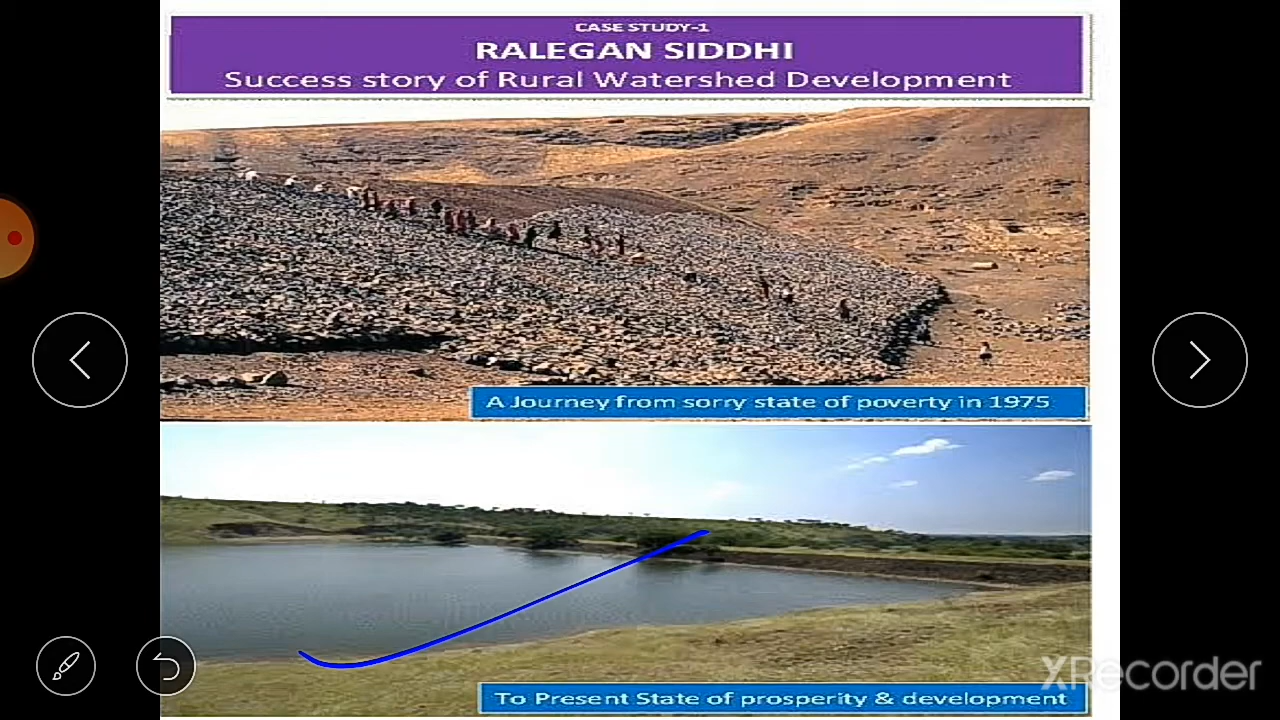 CASE STUDY-1
RALEGAN SIDDHI
Success story of Rural Watershed Development
A Journey from sorry state of poverty in 1975
To Present State of prosperity & development
XRecorder